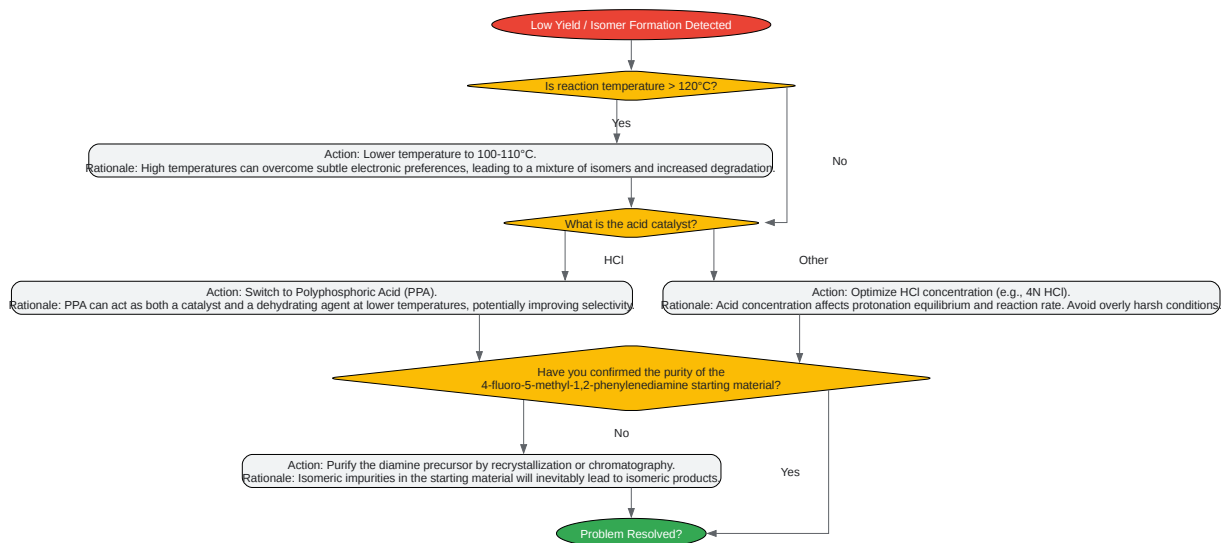 Low Yield / Isomer Formation Detected
Is reaction temperature > 120°C?
Yes
Action: Lower temperature to 100-110°C.
Rationale: High temperatures can overcome subtle electronic preferences, leading to a mixture of isomers and increased degradation.
No
What is the acid catalyst?
HCl
Other
Action: Switch to Polyphosphoric Acid (PPA).
Rationale: PPA can act as both a catalyst and a dehydrating agent at lower temperatures, potentially improving selectivity.
Action: Optimize HCl concentration (e.g., 4N HCl).
Rationale: Acid concentration affects protonation equilibrium and reaction rate. Avoid overly harsh conditions.
Have you confirmed the purity of the
4-fluoro-5-methyl-1,2-phenylenediamine starting material?
No
Action: Purify the diamine precursor by recrystallization or chromatography.
Rationale: Isomeric impurities in the starting material will inevitably lead to isomeric products.
Yes
Problem Resolved?